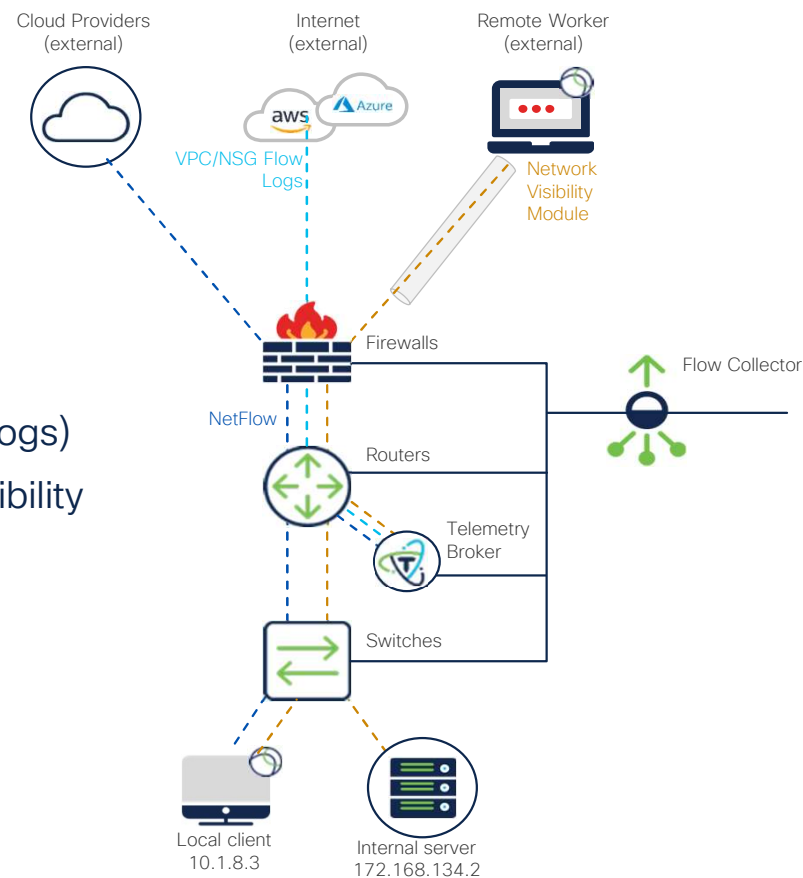 Cloud Providers
(external)
Internet
(external)
Remote Worker
(external)
aws
Azure
VPC/NSG Flow
Logs
Network
Visibility
Module
Firewalls
Flow Collector
NetFlow
ogs)
Routers
ibility
Telemetry
Broker
T
Switches
Local client
10.1.8.3
Internal server
172.168.134.2